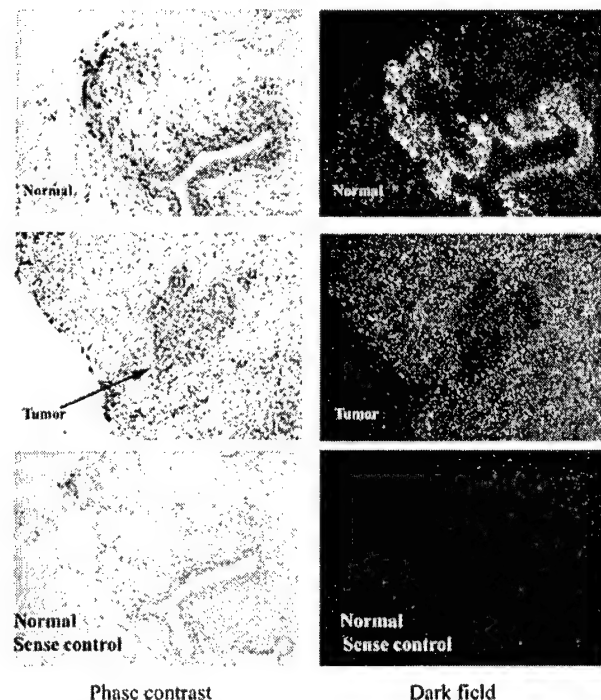 Normal
Normal
Tumor
Tumor
Normal
Sense control
Normal
Sense control
Phase contrast
Dark field